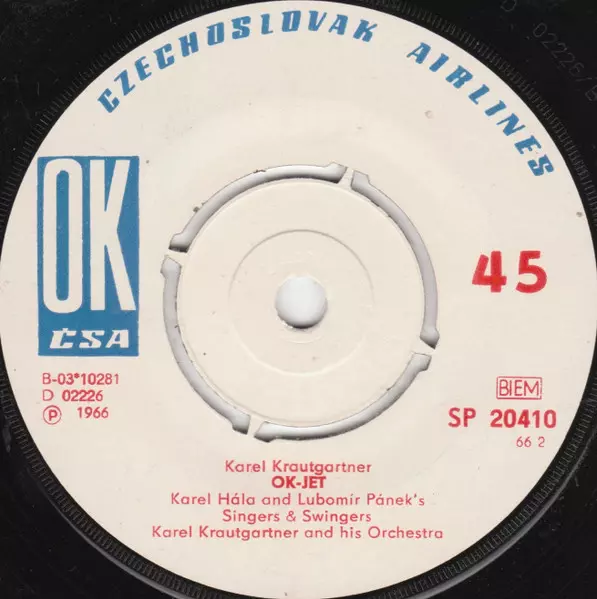 CZECHOSLOVAK AIRLINES
D 02226/B
OK
ČSA
45
B-03*10281
D 02226
Ⓟ 1966
BIEM
SP 20410
66 2
Karel Krautgartner
OK-JET
Karel Hála and Lubomír Pánek's
Singers & Swingers
Karel Krautgartner and his Orchestra